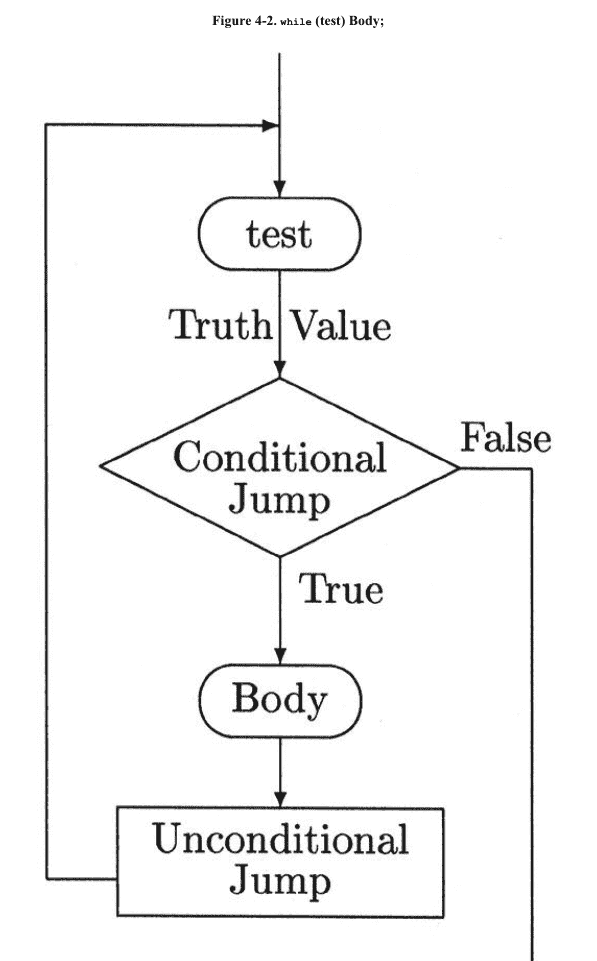 Figure 4-2. while (test) Body;
test
Truth Value
False
Conditional
Jump
True
Body
Unconditional
Jump